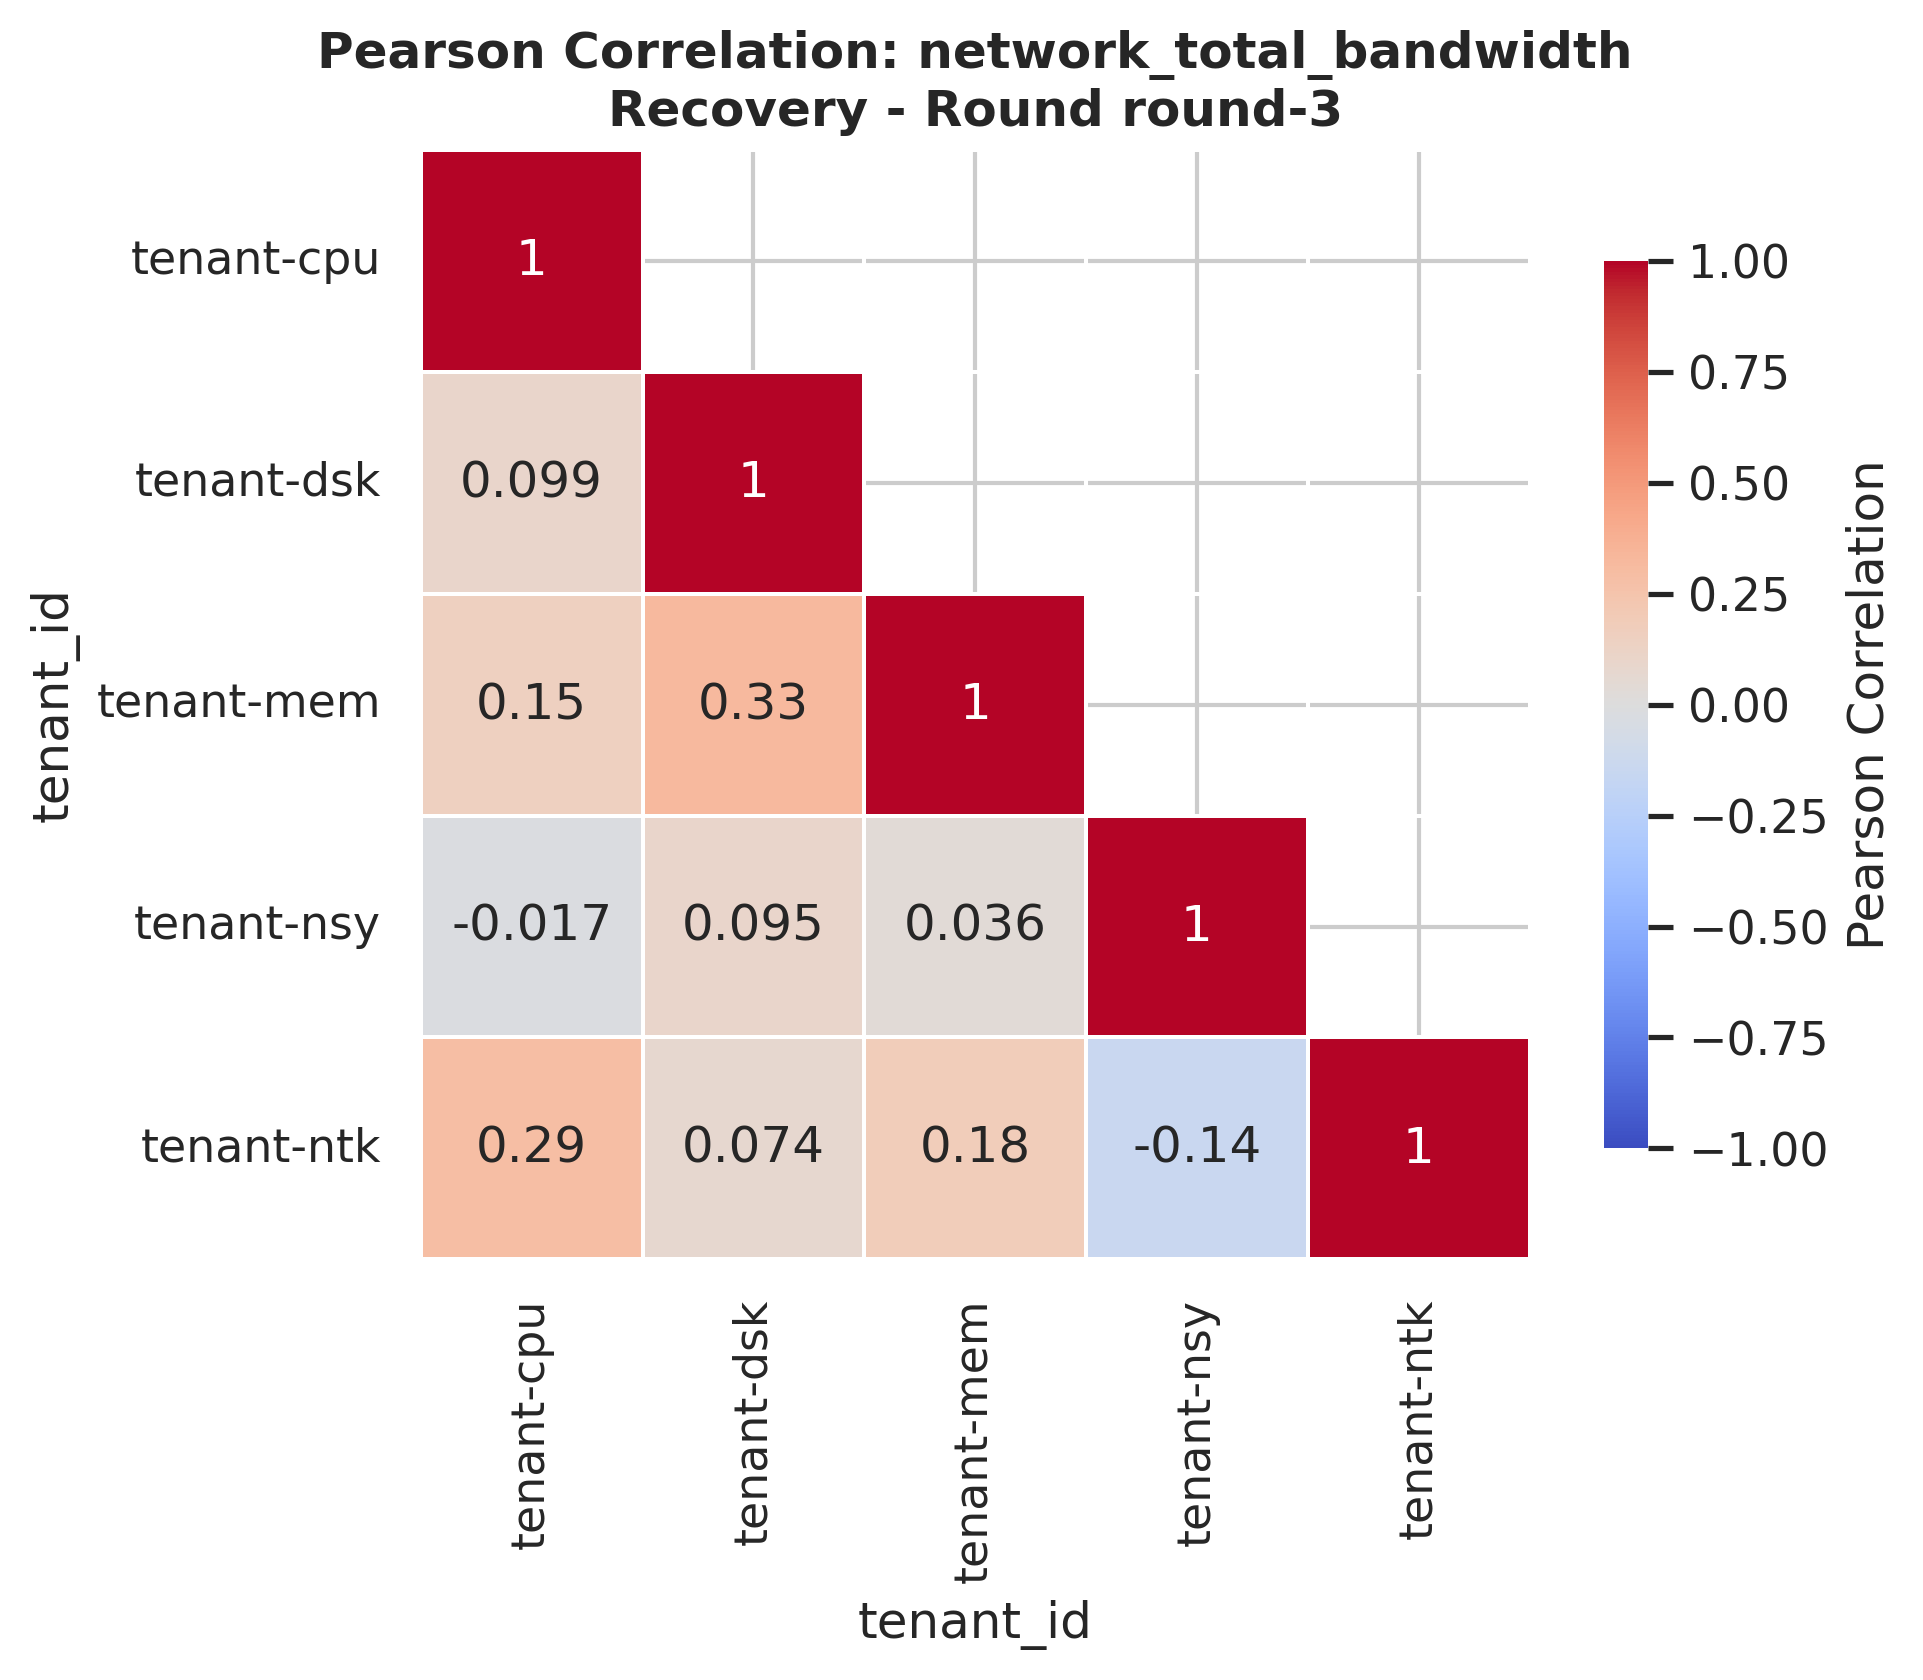 Pearson Correlation: network_total_bandwidth
Recovery - Round round-3
tenant_id
tenant-cpu
1
tenant-dsk
0.099
1
tenant-mem
0.15
0.33
1
tenant-nsy
-0.017
0.095
0.036
1
tenant-ntk
0.29
0.074
0.18
-0.14
1
tenant-cpu
tenant-dsk
tenant-mem
tenant-nsy
tenant-ntk
tenant_id
1.00
0.75
0.50
0.25
0.00
−0.25
−0.50
−0.75
−1.00
Pearson Correlation